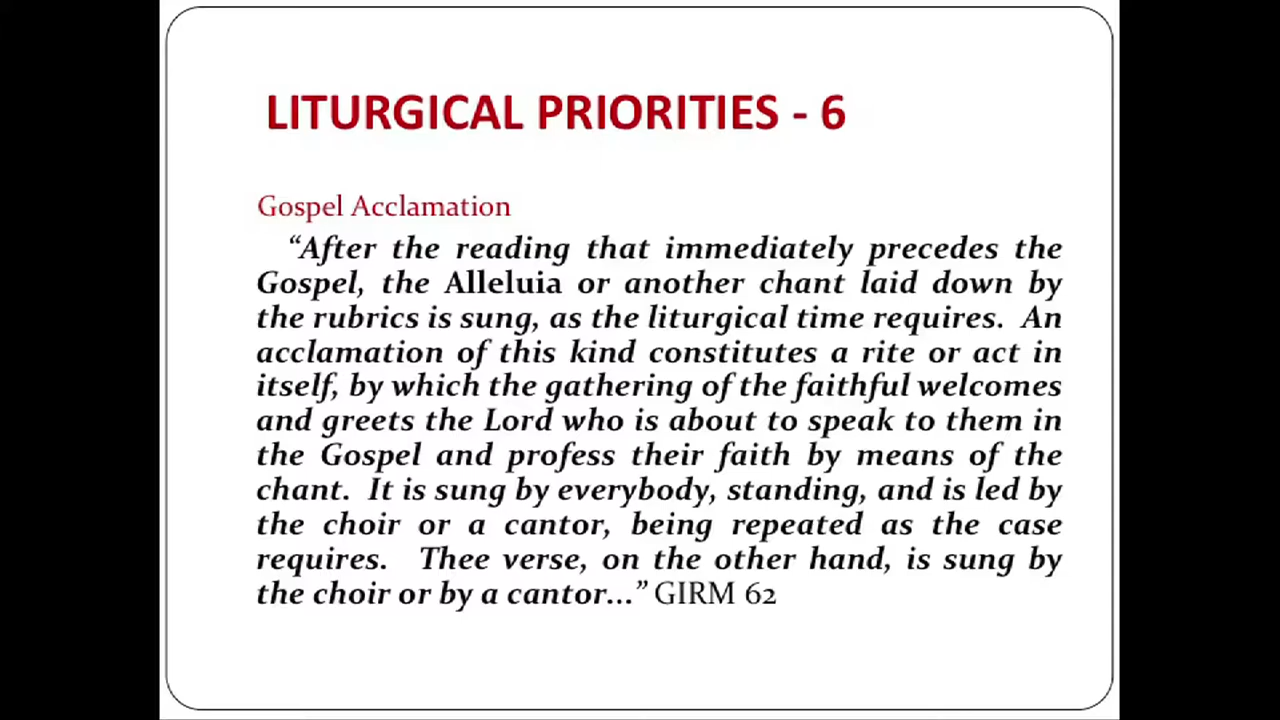 LITURGICAL PRIORITIES - 6
Gospel Acclamation
“After the reading that immediately precedes the
Gospel, the Alleluia or another chant laid down by
the rubrics is sung, as the liturgical time requires. An
acclamation of this kind constitutes a rite or act in
itself, by which the gathering of the faithful welcomes
and greets the Lord who is about to speak to them in
the Gospel and profess their faith by means of the
chant. It is sung by everybody, standing, and is led by
the choir or a cantor, being repeated as the case
requires. Thee verse, on the other hand, is sung by
the choir or by a cantor...” GIRM 62